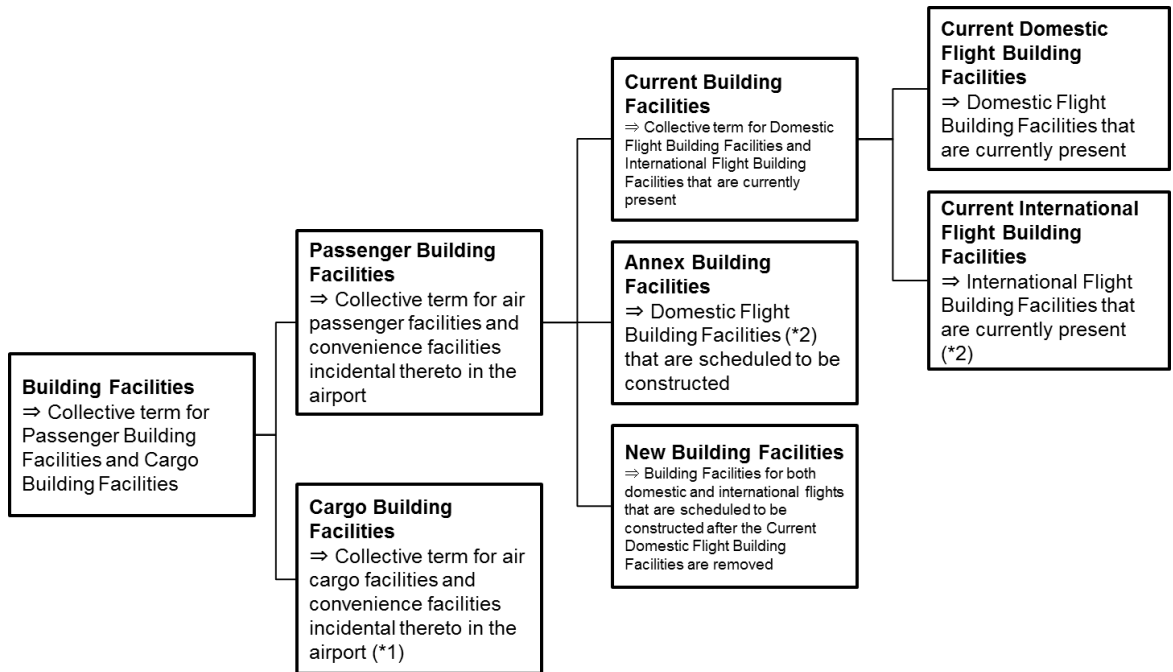 Building Facilities
⇒ Collective term for
Passenger Building
Facilities and Cargo
Building Facilities
Passenger Building
Facilities
⇒ Collective term for air
passenger facilities and
convenience facilities
incidental thereto in the
airport
Cargo Building
Facilities
⇒ Collective term for air
cargo facilities and
convenience facilities
incidental thereto in the
airport (*1)
Current Building
Facilities
⇒ Collective term for Domestic
Flight Building Facilities and
International Flight Building
Facilities that are currently
present
Annex Building
Facilities
⇒ Domestic Flight
Building Facilities (*2)
that are scheduled to be
constructed
New Building Facilities
⇒ Building Facilities for both
domestic and international flights
that are scheduled to be
constructed after the Current
Domestic Flight Building
Facilities are removed
Current Domestic
Flight Building
Facilities
⇒ Domestic Flight
Building Facilities that
are currently present
Current International
Flight Building
Facilities
⇒ International Flight
Building Facilities that
are currently present
(*2)